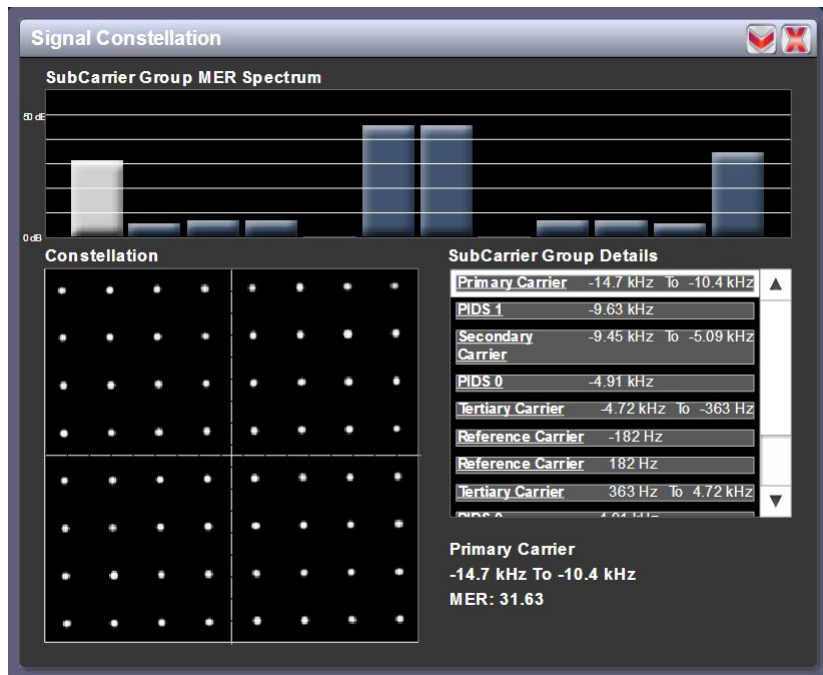 Signal Constellation
SubCarrier Group MER Spectrum
50 dB
0 dB
Constellation
SubCarrier Group Details
Primary Carrier -14.7 kHz To -10.4 kHz
PIDS 1 -9.63 kHz
Secondary Carrier -9.45 kHz To -5.09 kHz
PIDS 0 -4.91 kHz
Tertiary Carrier -4.72 kHz To -363 Hz
Reference Carrier -182 Hz
Reference Carrier 182 Hz
Tertiary Carrier 363 Hz To 4.72 kHz
Primary Carrier
-14.7 kHz To -10.4 kHz
MER: 31.63